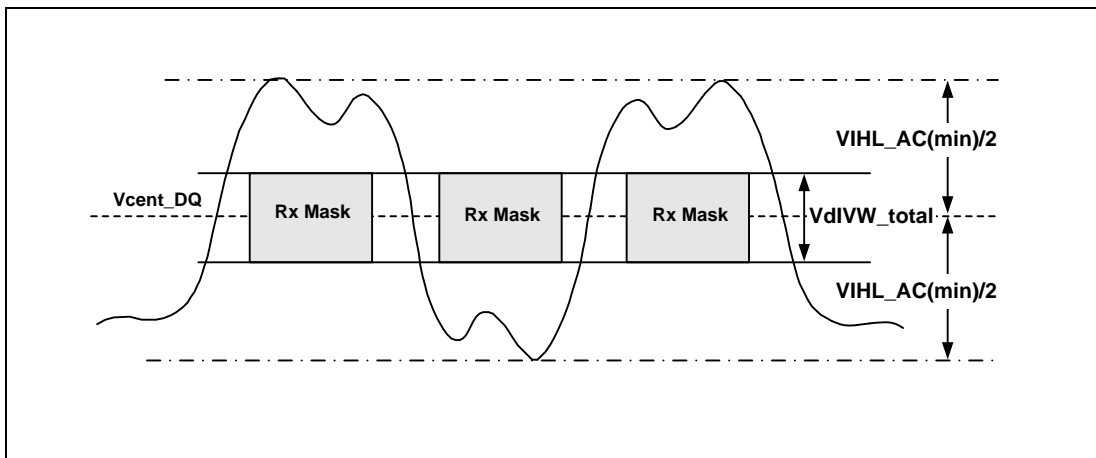 VIHL_AC(min)/2
Vcent_DQ
Rx Mask
Rx Mask
Rx Mask
VdIVW_total
VIHL_AC(min)/2